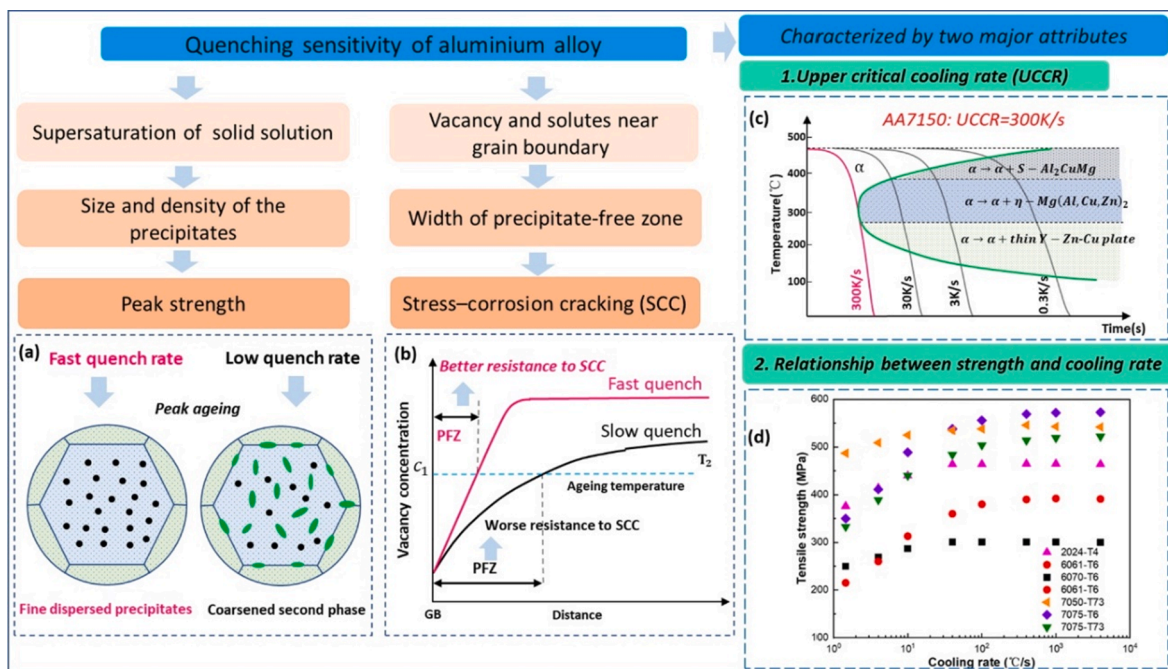 Quenching sensitivity of aluminium alloy
Supersaturation of solid solution
Size and density of the
precipitates
Peak strength
Vacancy and solutes near
grain boundary
Width of precipitate-free zone
Stress–corrosion cracking (SCC)
(a)
Fast quench rate
Low quench rate
Peak ageing
Fine dispersed precipitates
Coarsened second phase
(b)
Better resistance to SCC
Fast quench
PFZ
Slow quench
C1
T2
Ageing temperature
Worse resistance to SCC
PFZ
Vacancy concentration
GB
Distance
Characterized by two major attributes
1.Upper critical cooling rate (UCCR)
(c)
AA7150: UCCR=300K/s
500
400
300
200
100
Temperature(℃)
α
α → α + S − Al2CuMg
α → α + η − Mg(Al, Cu, Zn)2
α → α + thin Y − Zn-Cu plate
300K/s
30K/s
3K/s
0.3K/s
Time(s)
2. Relationship between strength and cooling rate
(d)
600
500
400
300
200
100
Tensile strength (MPa)
2024-T4
6061-T6
6070-T6
6061-T6
7050-T73
7075-T6
7075-T73
10^1
10^2
10^3
10^4
Cooling rate (℃/s)